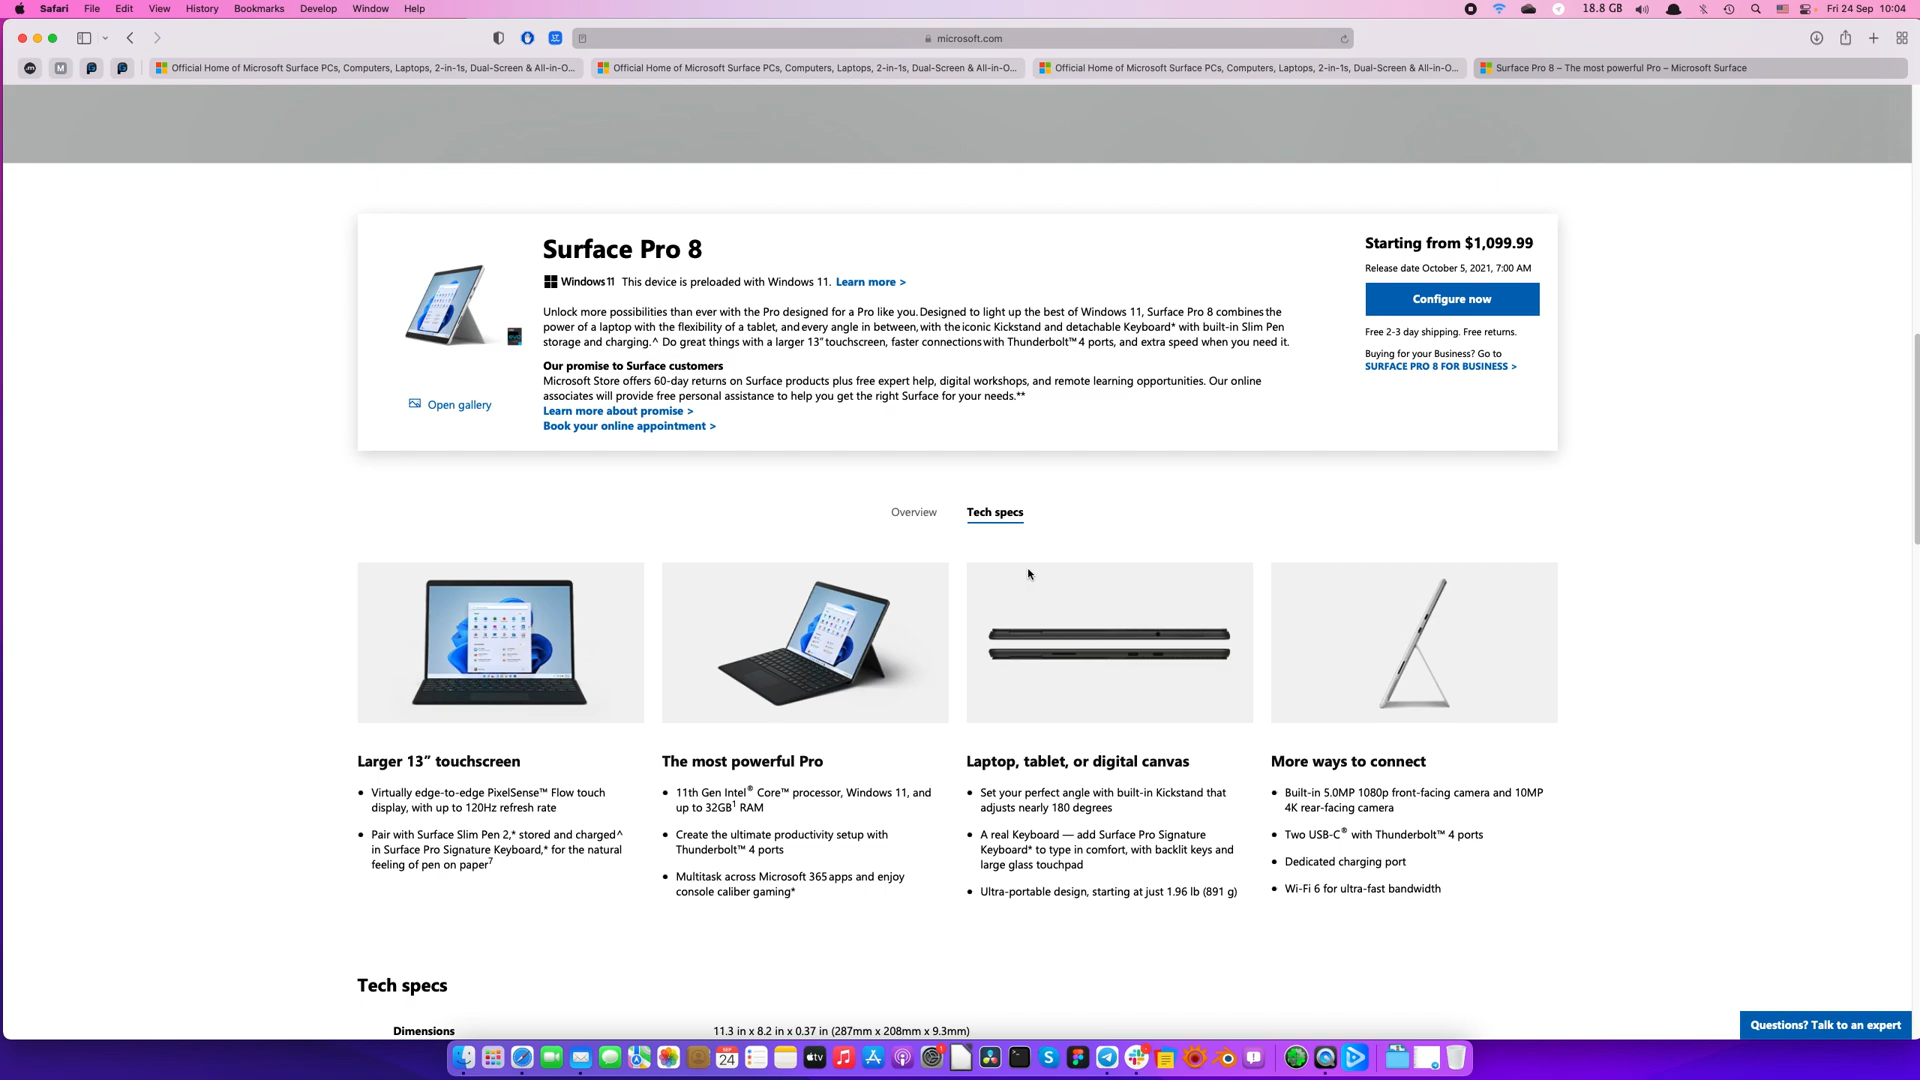 Safari File Edit View History Bookmarks Develop Window Help
18.8 GB
Fri 24 Sep 10:04
microsoft.com
M
Official Home of Microsoft Surface PCs, Computers, Laptops, 2-in-1s, Dual-Screen & All-in-O...
Official Home of Microsoft Surface PCs, Computers, Laptops, 2-in-1s, Dual-Screen & All-in-O...
Official Home of Microsoft Surface PCs, Computers, Laptops, 2-in-1s, Dual-Screen & All-in-O...
Surface Pro 8 – The most powerful Pro – Microsoft Surface
Surface Pro 8
Windows 11 This device is preloaded with Windows 11. Learn more >
Unlock more possibilities than ever with the Pro designed for a Pro like you. Designed to light up the best of Windows 11, Surface Pro 8 combines the
power of a laptop with the flexibility of a tablet, and every angle in between, with the iconic Kickstand and detachable Keyboard* with built-in Slim Pen
storage and charging.^ Do great things with a larger 13” touchscreen, faster connections with Thunderbolt™ 4 ports, and extra speed when you need it.
Our promise to Surface customers
Microsoft Store offers 60-day returns on Surface products plus free expert help, digital workshops, and remote learning opportunities. Our online
associates will provide free personal assistance to help you get the right Surface for your needs.**
Learn more about promise >
Book your online appointment >
Open gallery
Starting from $1,099.99
Release date October 5, 2021, 7:00 AM
Configure now
Free 2-3 day shipping. Free returns.
Buying for your Business? Go to
SURFACE PRO 8 FOR BUSINESS >
Overview
Tech specs
Larger 13” touchscreen
• Virtually edge-to-edge PixelSense™ Flow touch
display, with up to 120Hz refresh rate
• Pair with Surface Slim Pen 2,* stored and charged^
in Surface Pro Signature Keyboard,* for the natural
feeling of pen on paper7
The most powerful Pro
• 11th Gen Intel® Core™ processor, Windows 11, and
up to 32GB1 RAM
• Create the ultimate productivity setup with
Thunderbolt™ 4 ports
• Multitask across Microsoft 365 apps and enjoy
console caliber gaming*
Laptop, tablet, or digital canvas
• Set your perfect angle with built-in Kickstand that
adjusts nearly 180 degrees
• A real Keyboard — add Surface Pro Signature
Keyboard* to type in comfort, with backlit keys and
large glass touchpad
• Ultra-portable design, starting at just 1.96 lb (891 g)
More ways to connect
• Built-in 5.0MP 1080p front-facing camera and 10MP
4K rear-facing camera
• Two USB-C® with Thunderbolt™ 4 ports
• Dedicated charging port
• Wi-Fi 6 for ultra-fast bandwidth
Tech specs
Dimensions
11.3 in x 8.2 in x 0.37 in (287mm x 208mm x 9.3mm)
Questions? Talk to an expert
24
tv